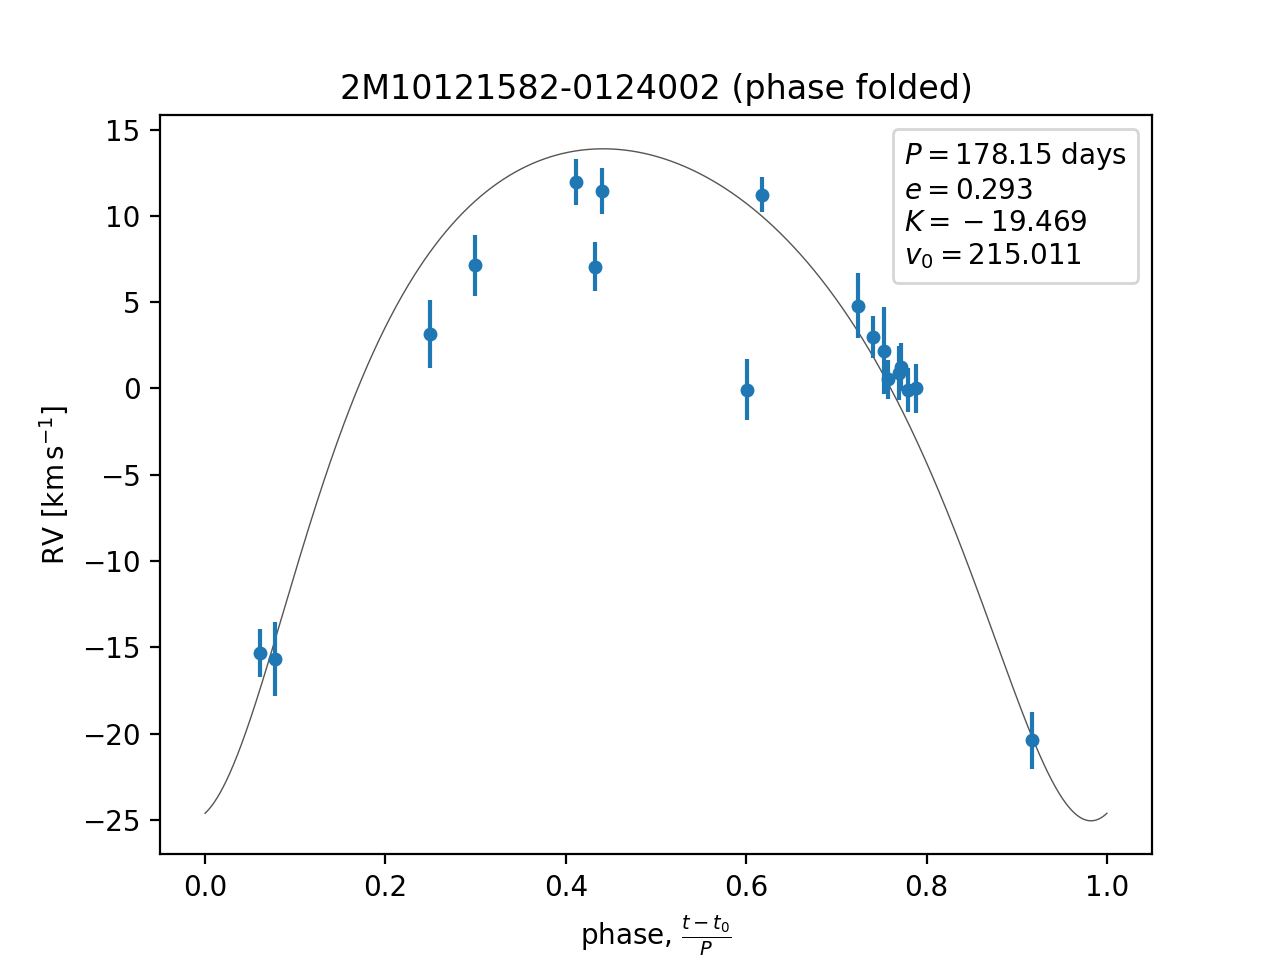 2M10121582-0124002 (phase folded)
P = 178.15 days
e = 0.293
K = −19.469
v₀ = 215.011
15
10
5
0
−5
−10
−15
−20
−25
RV [km s⁻¹]
0.0 0.2 0.4 0.6 0.8 1.0
phase, (t − t₀)/P